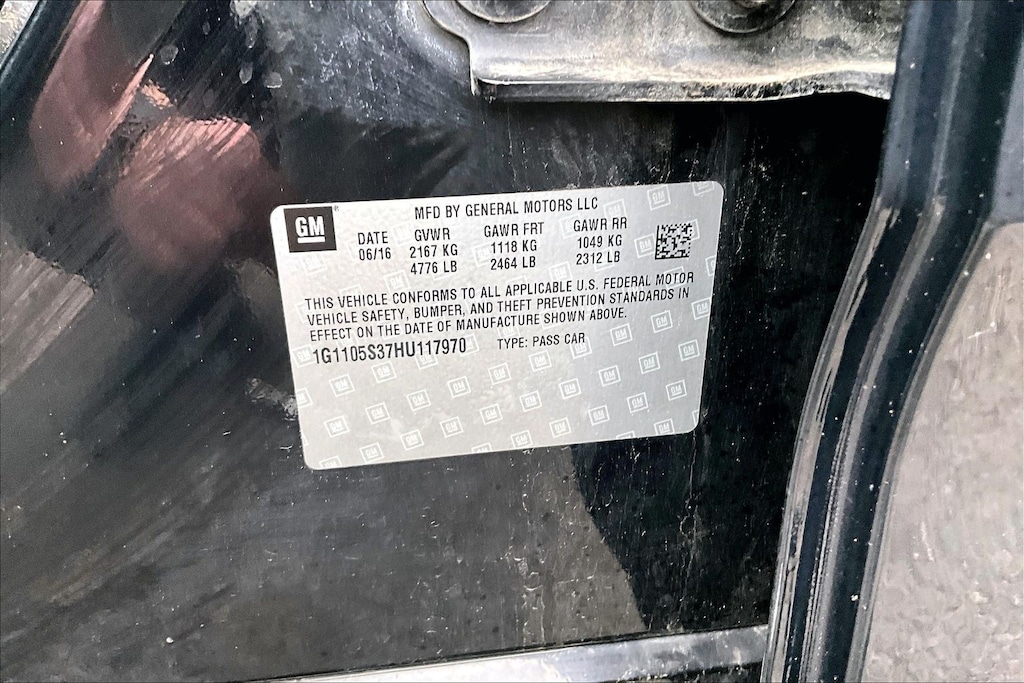 GM
MFD BY GENERAL MOTORS LLC
DATE GVWR GAWR FRT GAWR RR
06/16 2167 KG 1118 KG 1049 KG
4776 LB 2464 LB 2312 LB
THIS VEHICLE CONFORMS TO ALL APPLICABLE U.S. FEDERAL MOTOR
VEHICLE SAFETY, BUMPER, AND THEFT PREVENTION STANDARDS IN
EFFECT ON THE DATE OF MANUFACTURE SHOWN ABOVE.
1G1105S37HU117970 TYPE: PASS CAR